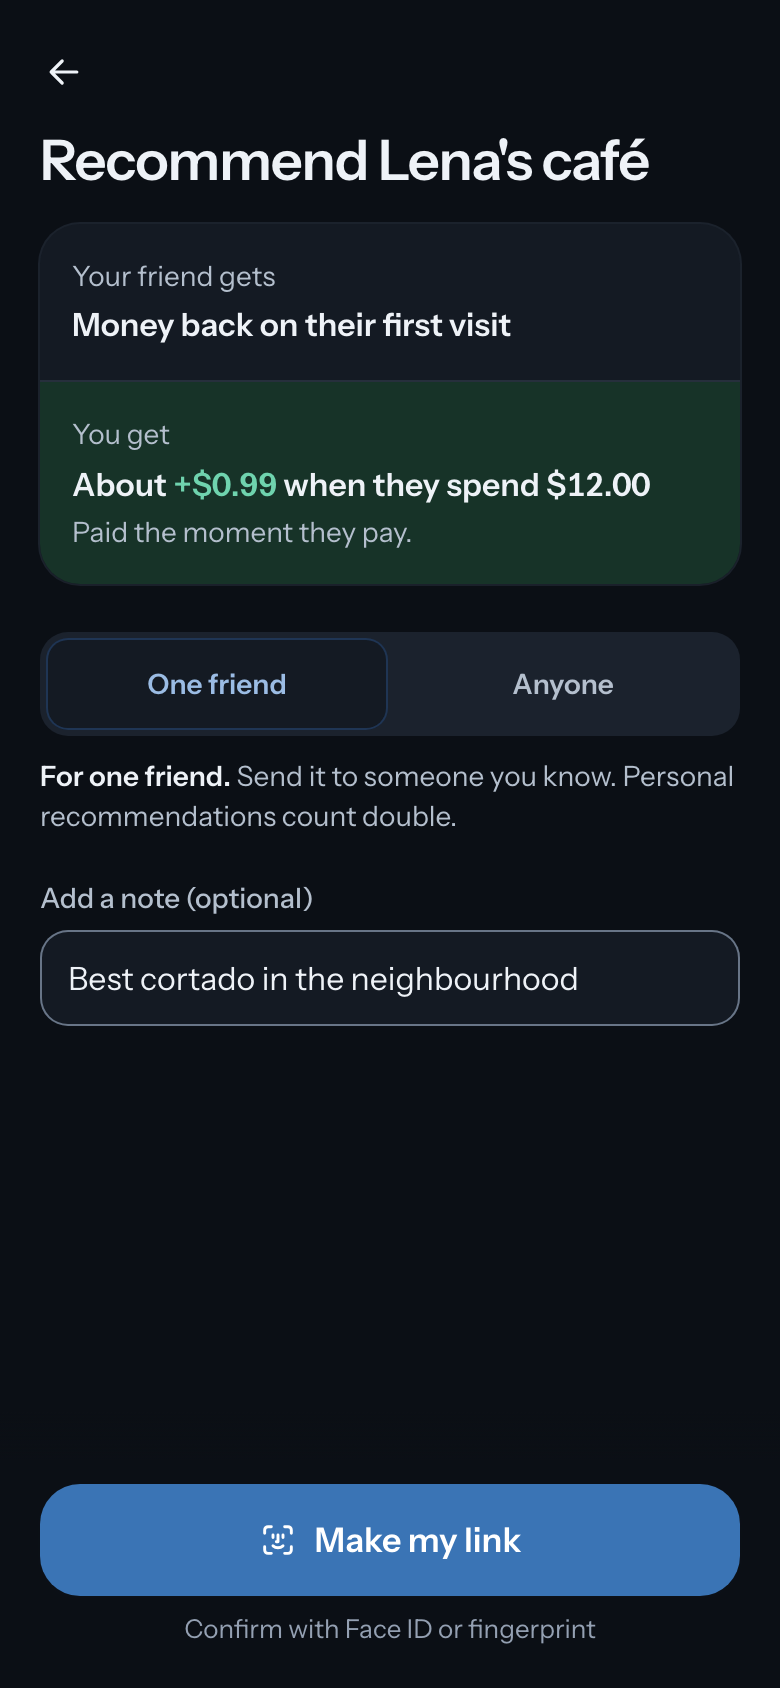 Recommend Lena's café
Your friend gets
Money back on their first visit
You get
About +$0.99 when they spend $12.00
Paid the moment they pay.
One friend
Anyone
For one friend. Send it to someone you know. Personal
recommendations count double.
Add a note (optional)
Best cortado in the neighbourhood
Make my link
Confirm with Face ID or fingerprint